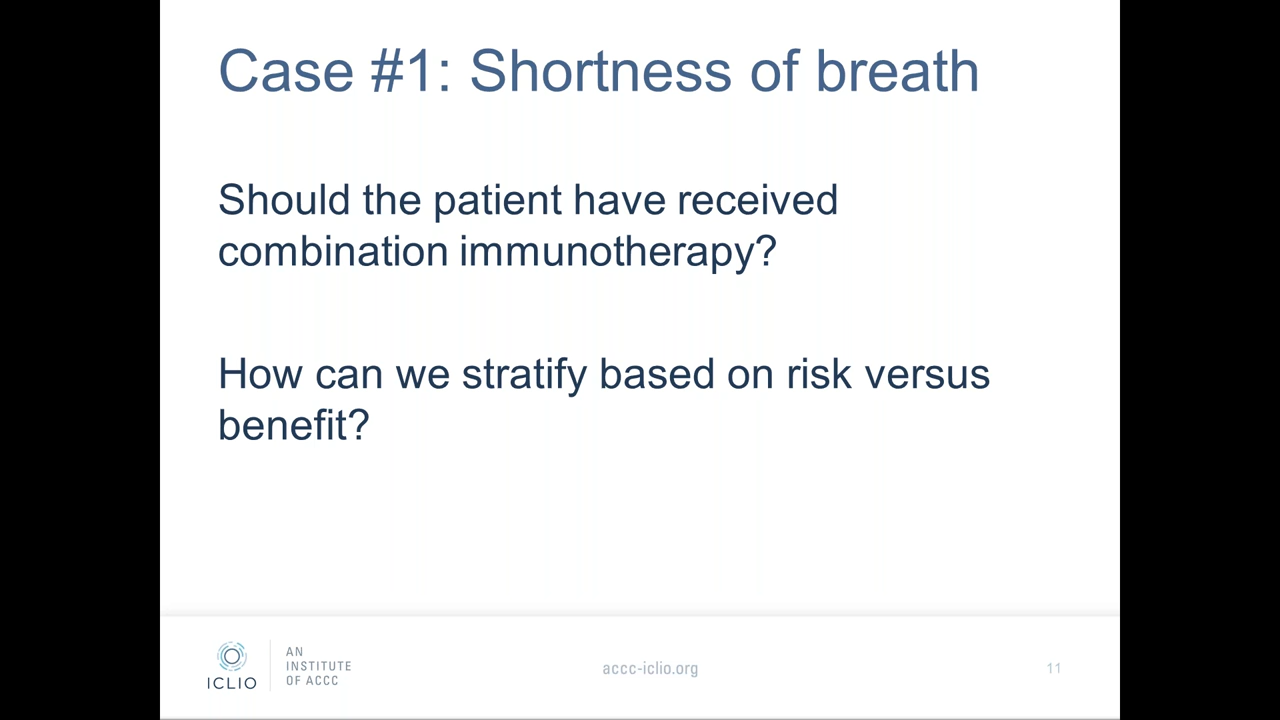 Case #1: Shortness of breath
Should the patient have received
combination immunotherapy?
How can we stratify based on risk versus
benefit?
ICLIO
AN
INSTITUTE
OF ACCC
accc-iclio.org
11